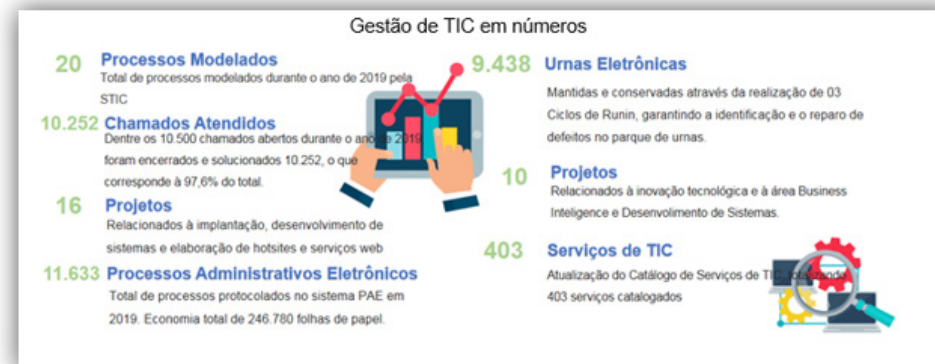 Gestão de TIC em números
20 Processos Modelados
Total de processos modelados durante o ano de 2019 pela
STIC
10.252 Chamados Atendidos
Dentre os 10.500 chamados abertos durante o ano de 2019
foram encerrados e solucionados 10.252, o que
corresponde à 97,6% do total.
16 Projetos
Relacionados à implantação, desenvolvimento de
sistemas e elaboração de hotsites e serviços web
11.633 Processos Administrativos Eletrônicos
Total de processos protocolados no sistema PAE em
2019. Economia total de 246.780 folhas de papel.
9.438 Urnas Eletrônicas
Mantidas e conservadas através da realização de 03
Ciclos de Runin, garantindo a identificação e o reparo de
defeitos no parque de urnas.
10 Projetos
Relacionados à inovação tecnológica e à área Business
Inteligence e Desenvolimento de Sistemas.
403 Serviços de TIC
Atualização do Catálogo de Serviços de TIC, totalizando
403 serviços catalogados